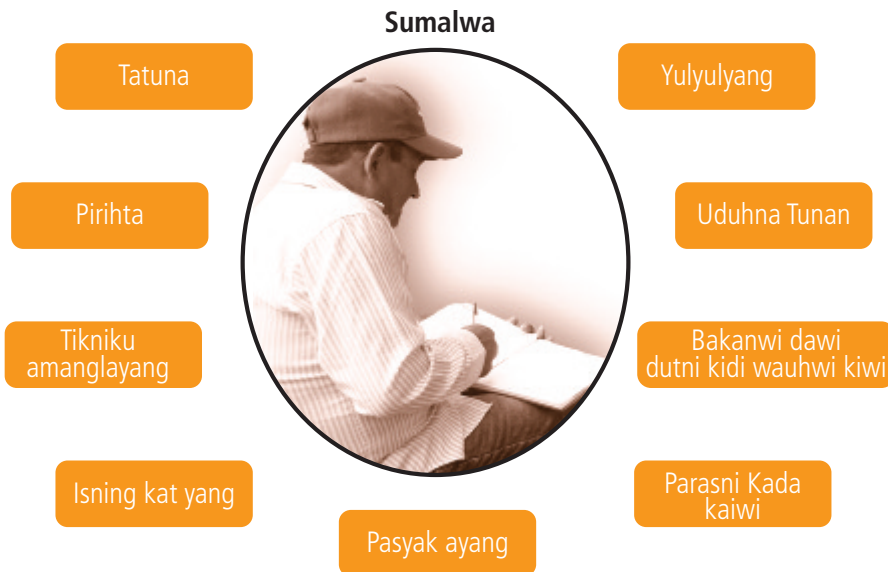 Sumalwa
Tatuna
Yulyulyang
Pirihta
Uduhna Tunan
Tikniku
amanglayang
Bakanwi dawi
dutni kidi wauhwi kiwi
Isning kat yang
Parasni Kada
kaiwi
Pasyak ayang